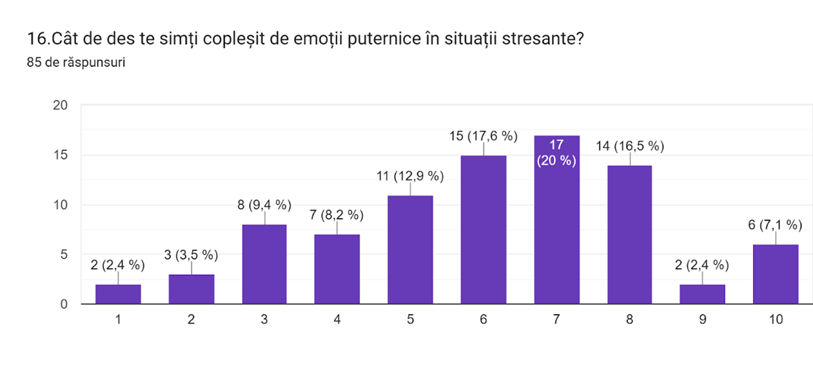 16.Cât de des te simți copleșit de emoții puternice în situații stresante?
85 de răspunsuri
20
15
10
5
0
2 (2,4 %)
3 (3,5 %)
8 (9,4 %)
7 (8,2 %)
11 (12,9 %)
15 (17,6 %)
17
(20 %)
14 (16,5 %)
2 (2,4 %)
6 (7,1 %)
1 2 3 4 5 6 7 8 9 10